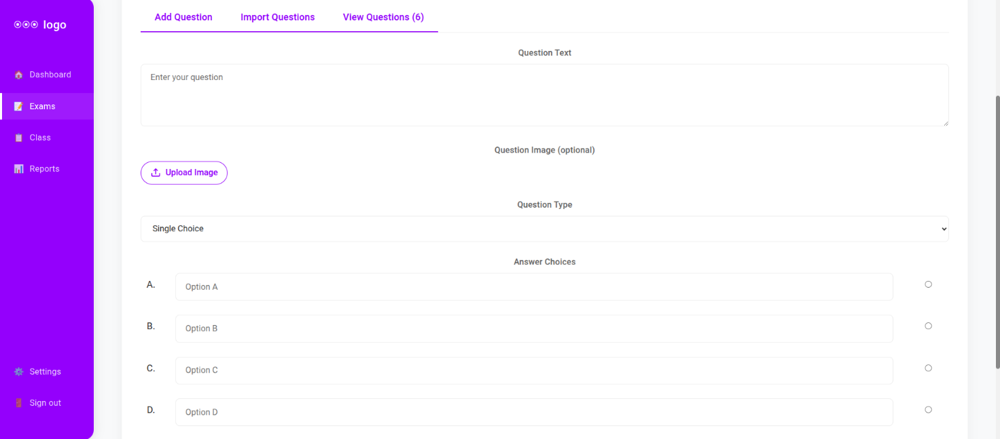 logo
Dashboard
Exams
Class
Reports
Settings
Sign out
Add Question Import Questions View Questions (6)
Question Text
Enter your question
Question Image (optional)
Upload Image
Question Type
Single Choice
Answer Choices
A. Option A
B. Option B
C. Option C
D. Option D